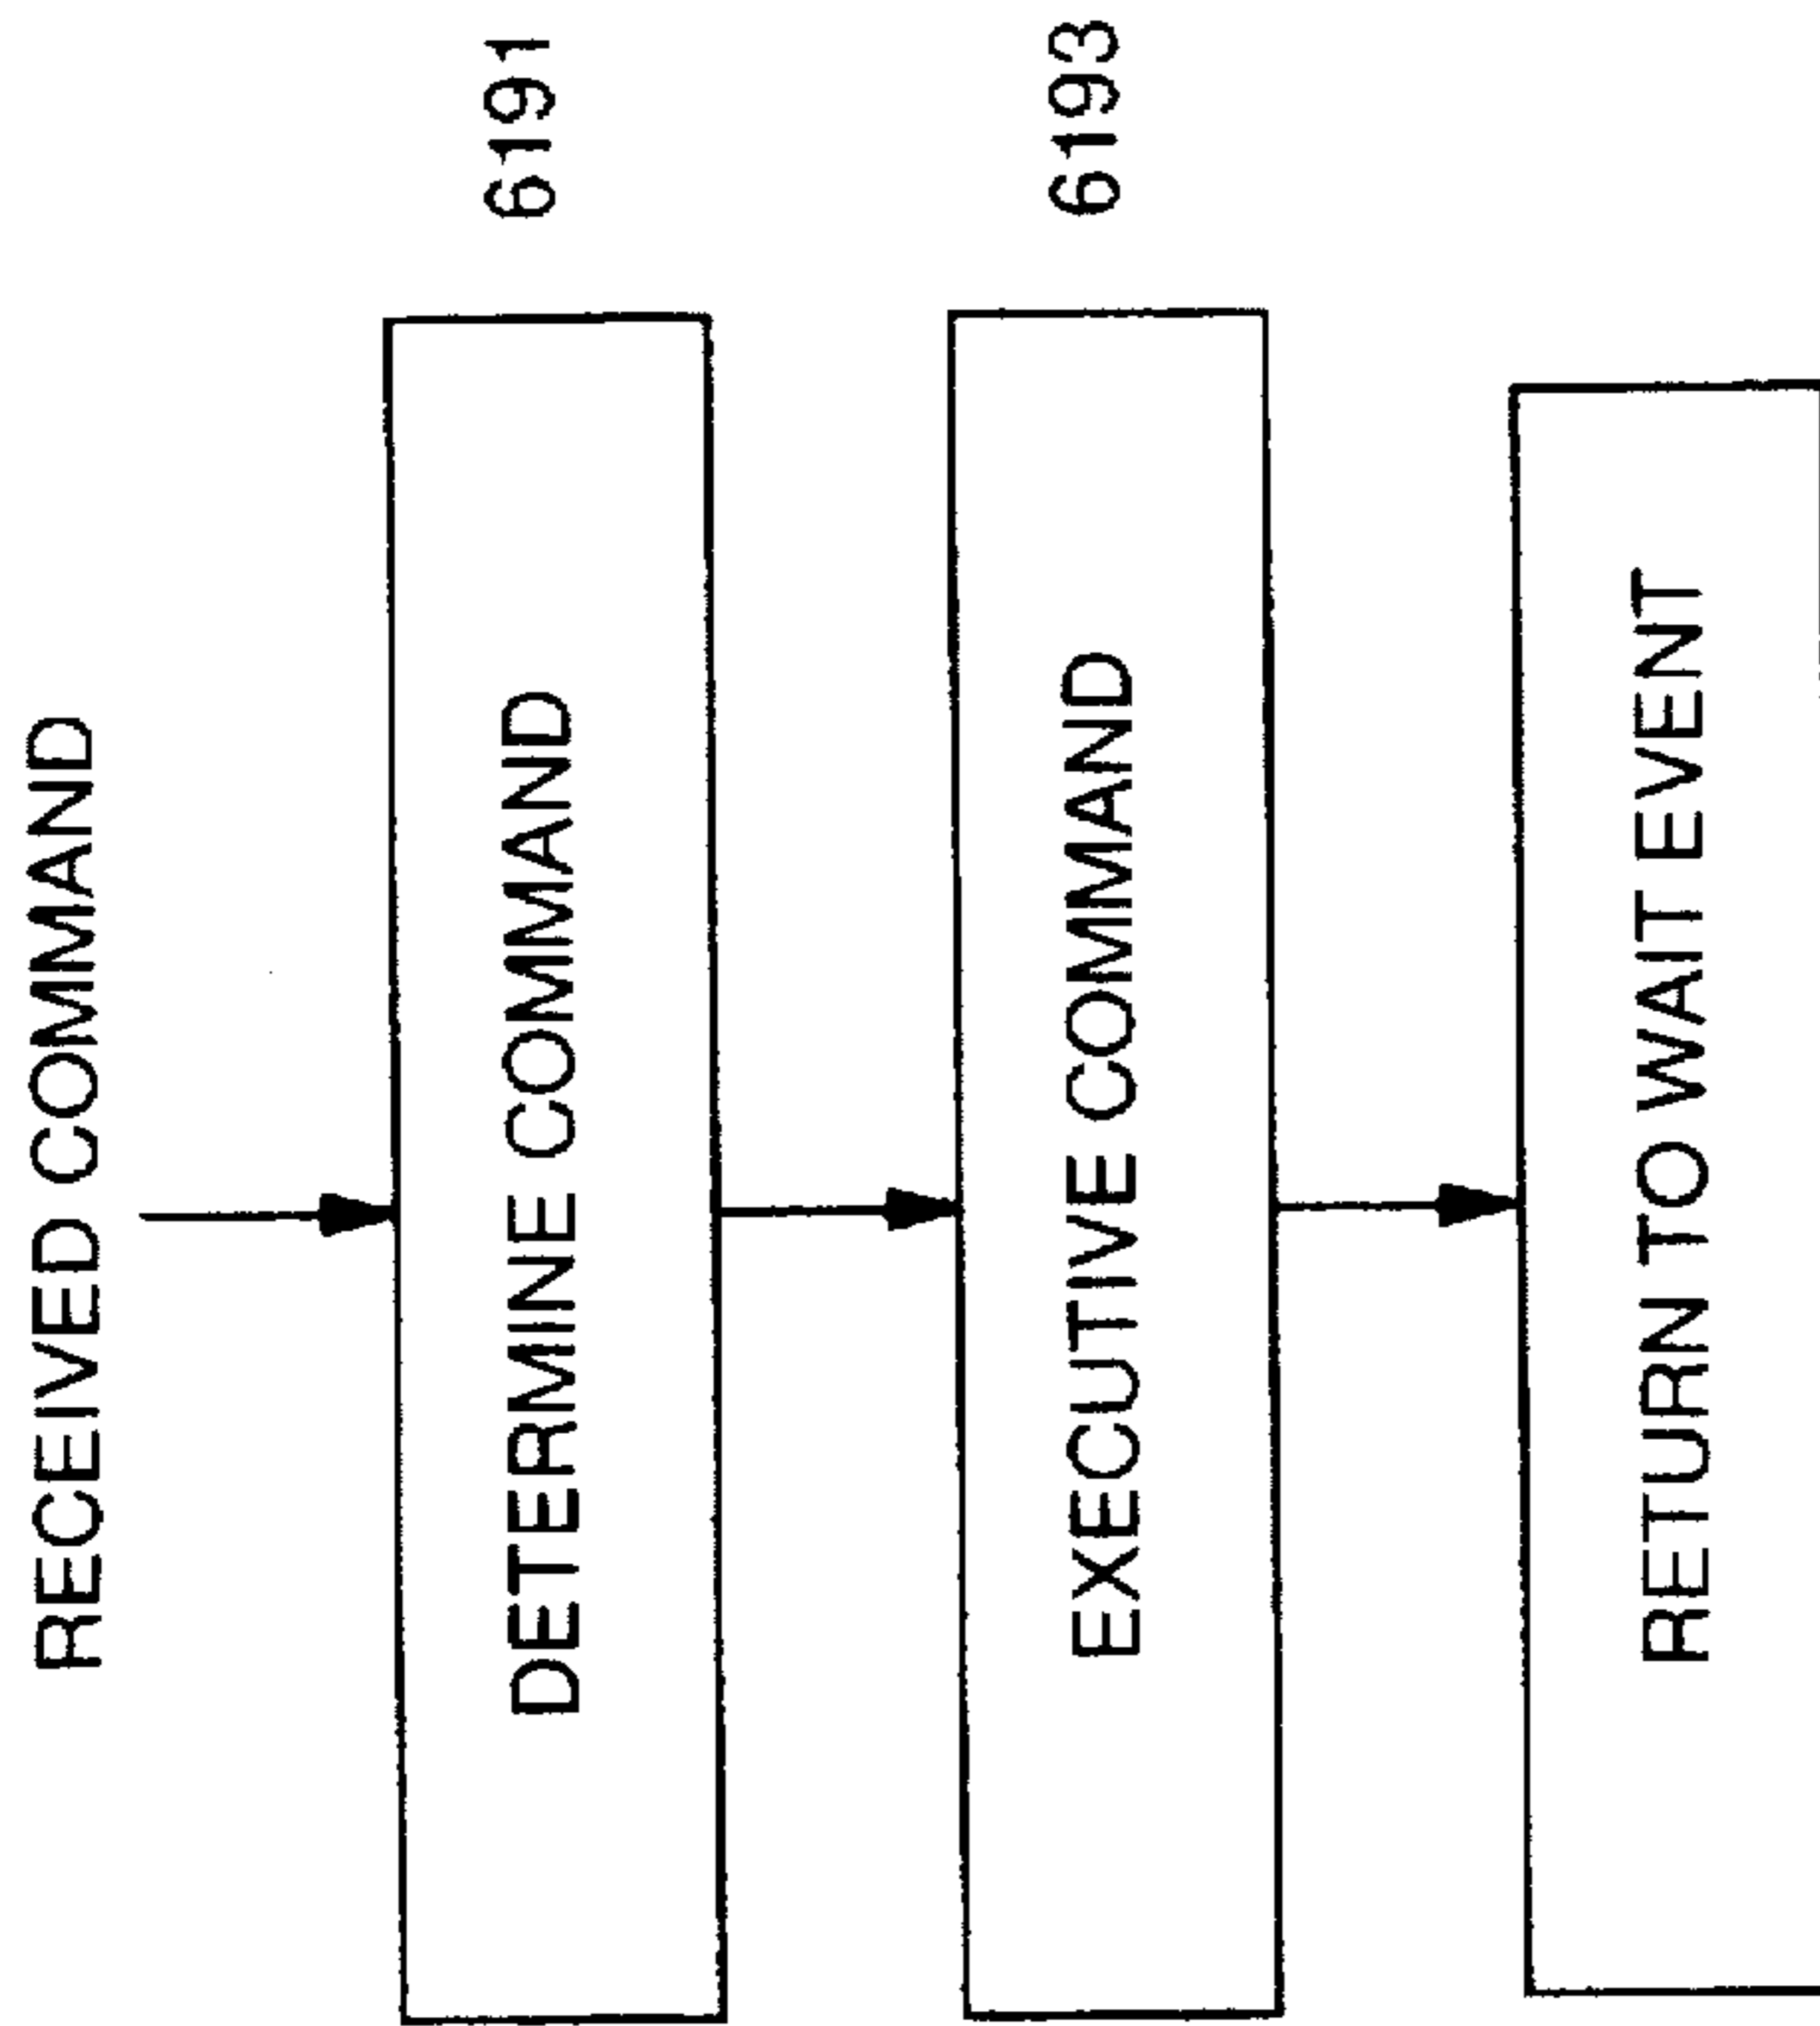 RECEIVED COMMAND
DETERMINE COMMAND
6191
EXECUTIVE COMMAND
6193
RETURN TO WAIT EVENT